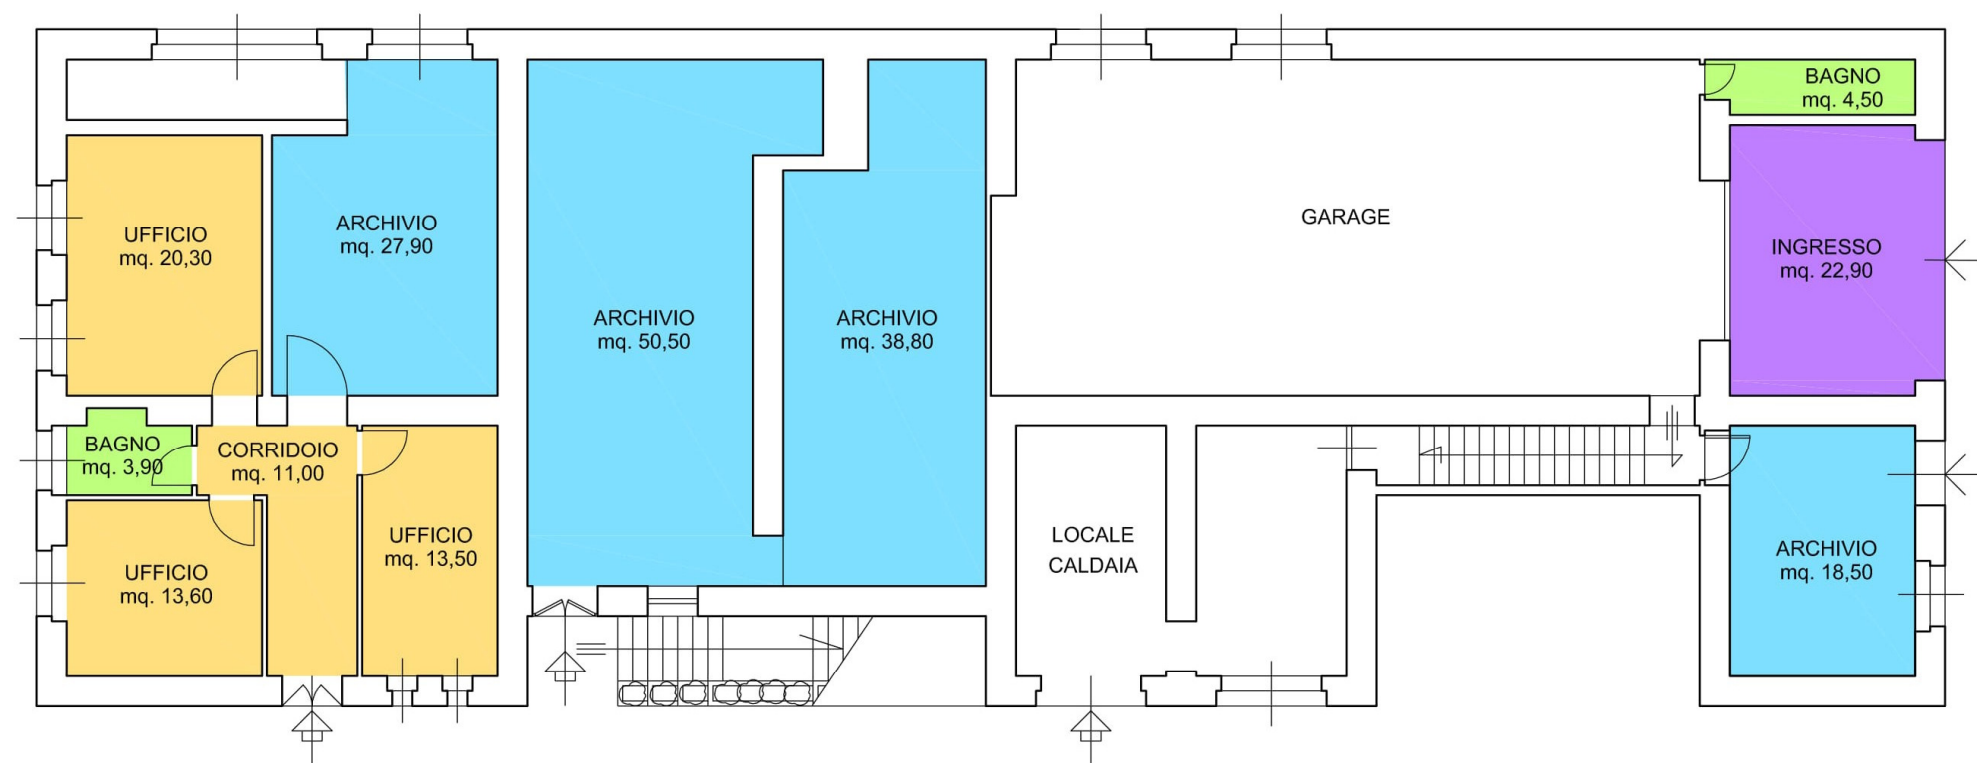 BAGNO
mq. 4,50
UFFICIO
mq. 20,30
ARCHIVIO
mq. 27,90
GARAGE
INGRESSO
mq. 22,90
ARCHIVIO
mq. 50,50
ARCHIVIO
mq. 38,80
BAGNO
mq. 3,90
CORRIDOIO
mq. 11,00
UFFICIO
mq. 13,50
UFFICIO
mq. 13,60
LOCALE
CALDAIA
ARCHIVIO
mq. 18,50